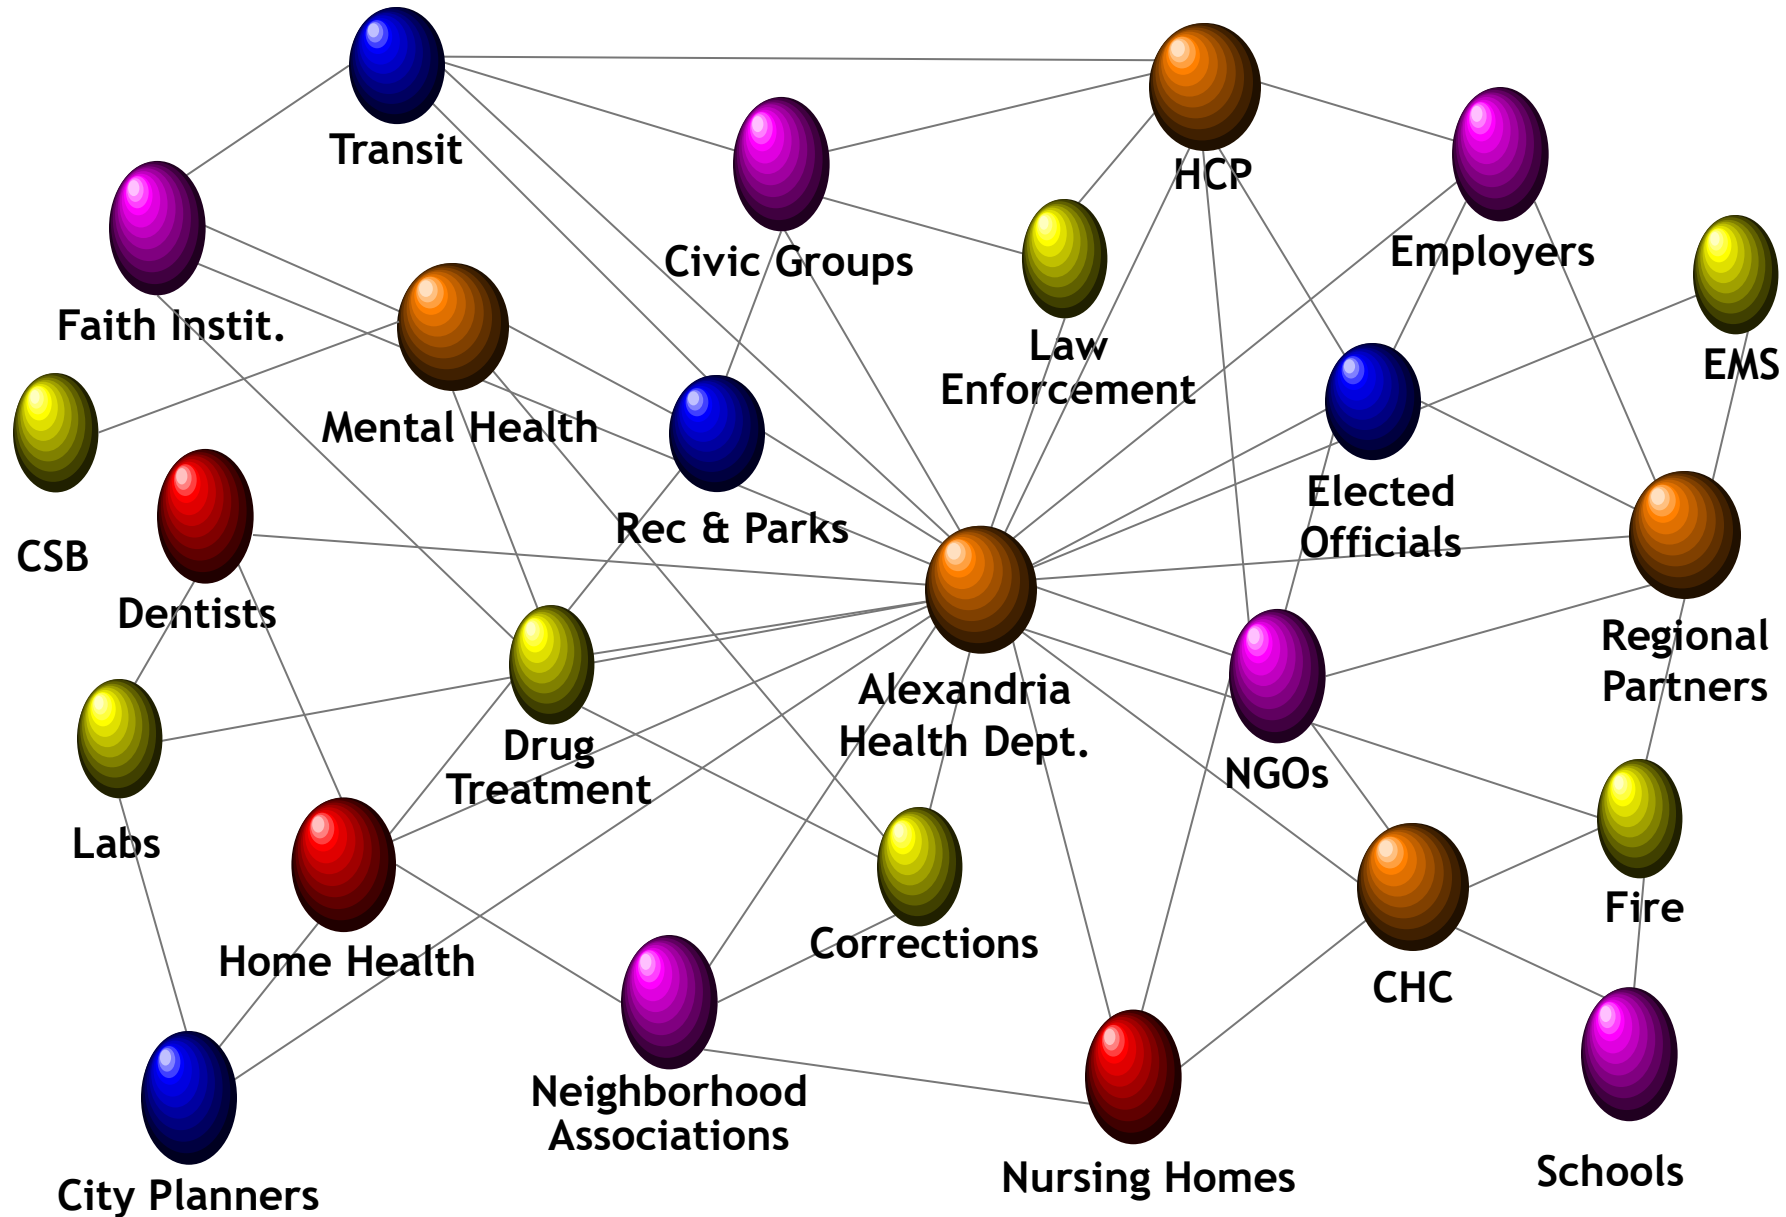 Transit
HCP
Civic Groups
Employers
Faith Instit.
Law
Enforcement
EMS
Mental Health
Elected
Officials
Rec & Parks
CSB
Dentists
Regional
Partners
Alexandria
Health Dept.
Drug
Treatment
NGOs
Labs
Fire
Home Health
Corrections
CHC
Neighborhood
Associations
Nursing Homes
Schools
City Planners